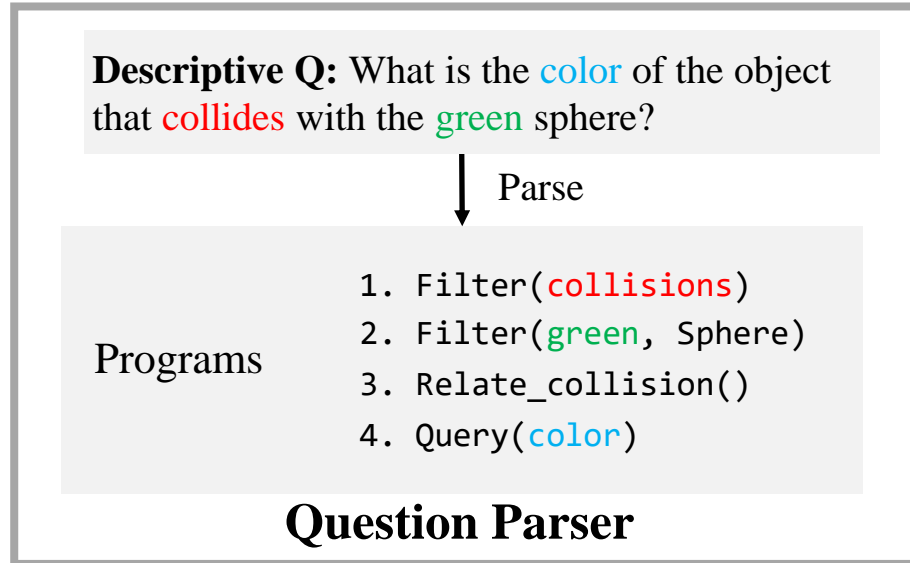 Descriptive Q: What is the color of the object
that collides with the green sphere?
Parse
Programs
1. Filter(collisions)
2. Filter(green, Sphere)
3. Relate_collision()
4. Query(color)
Question Parser